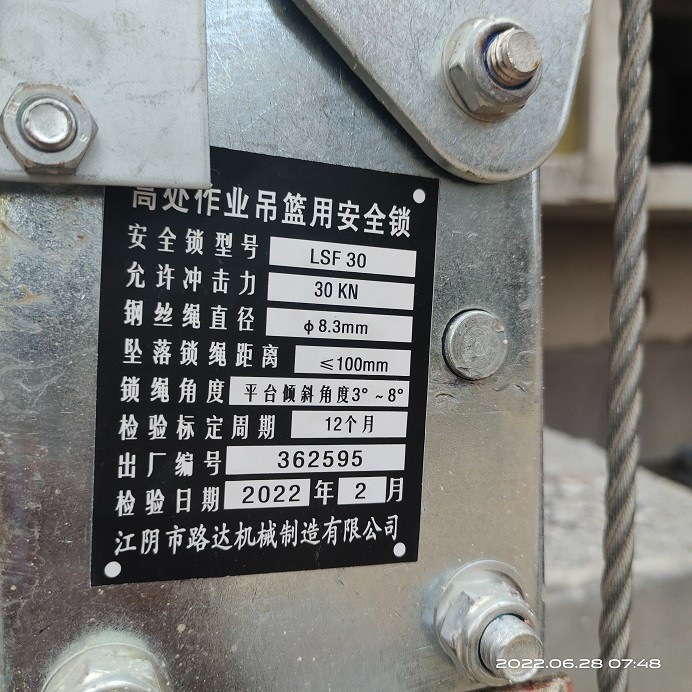 高处作业吊篮用安全锁
安全锁型号 LSF 30
允许冲击力 30 KN
钢丝绳直径 ф8.3mm
坠落锁绳距离 ≤100mm
锁绳角度 平台倾斜角度3°~8°
检验标定周期 12个月
出厂编号 362595
检验日期 2022 年 2 月
江阴市路达机械制造有限公司
2022.06.28 07:48